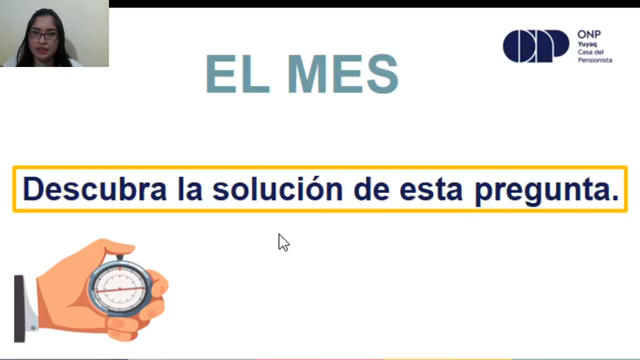 EL MES
ONP
Yuyaq
Casa del
Pensionista
Descubra la solución de esta pregunta.